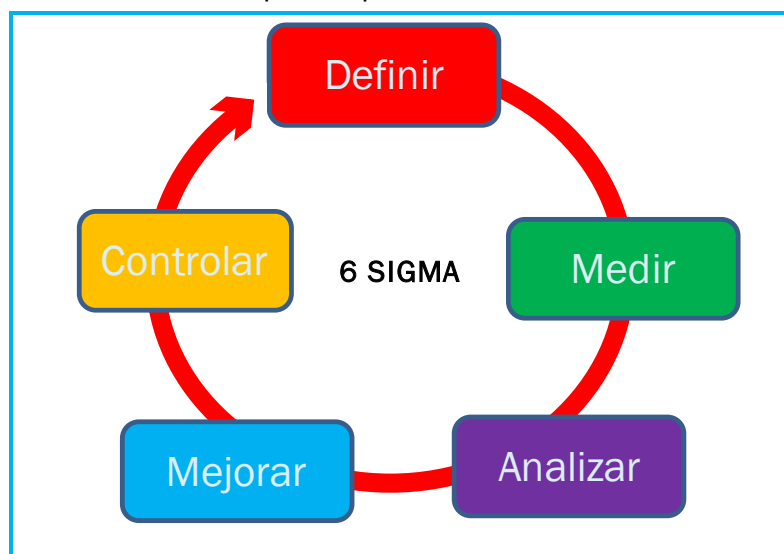 Definir
Controlar
6 SIGMA
Medir
Mejorar
Analizar